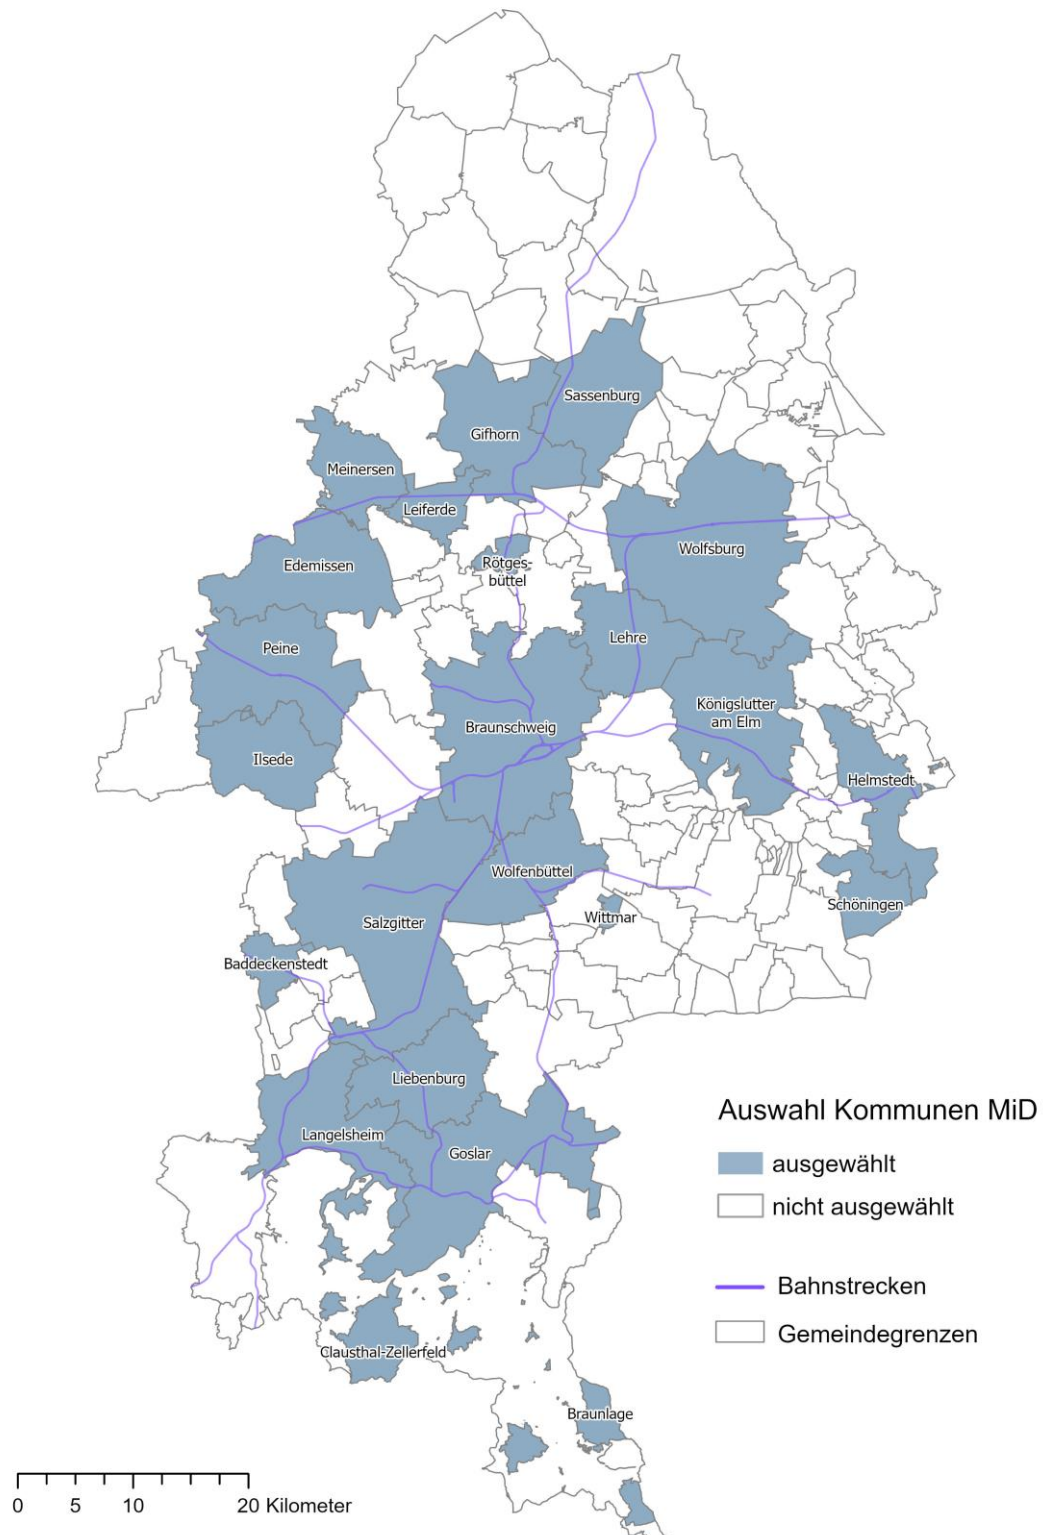 Sassenburg
Gifhorn
Meinersen
Leiferde
Wolfsburg
Edemissen
Rötges-
büttel
Lehre
Peine
Königslutter
am Elm
Braunschweig
Ilsede
Helmstedt
Wolfenbüttel
Schöningen
Wittmar
Salzgitter
Baddeckenstedt
Liebenburg
Langelsheim
Goslar
Clausthal-Zellerfeld
Braunlage
Auswahl Kommunen MiD
ausgewählt
nicht ausgewählt
Bahnstrecken
Gemeindegrenzen
0 5 10 20 Kilometer